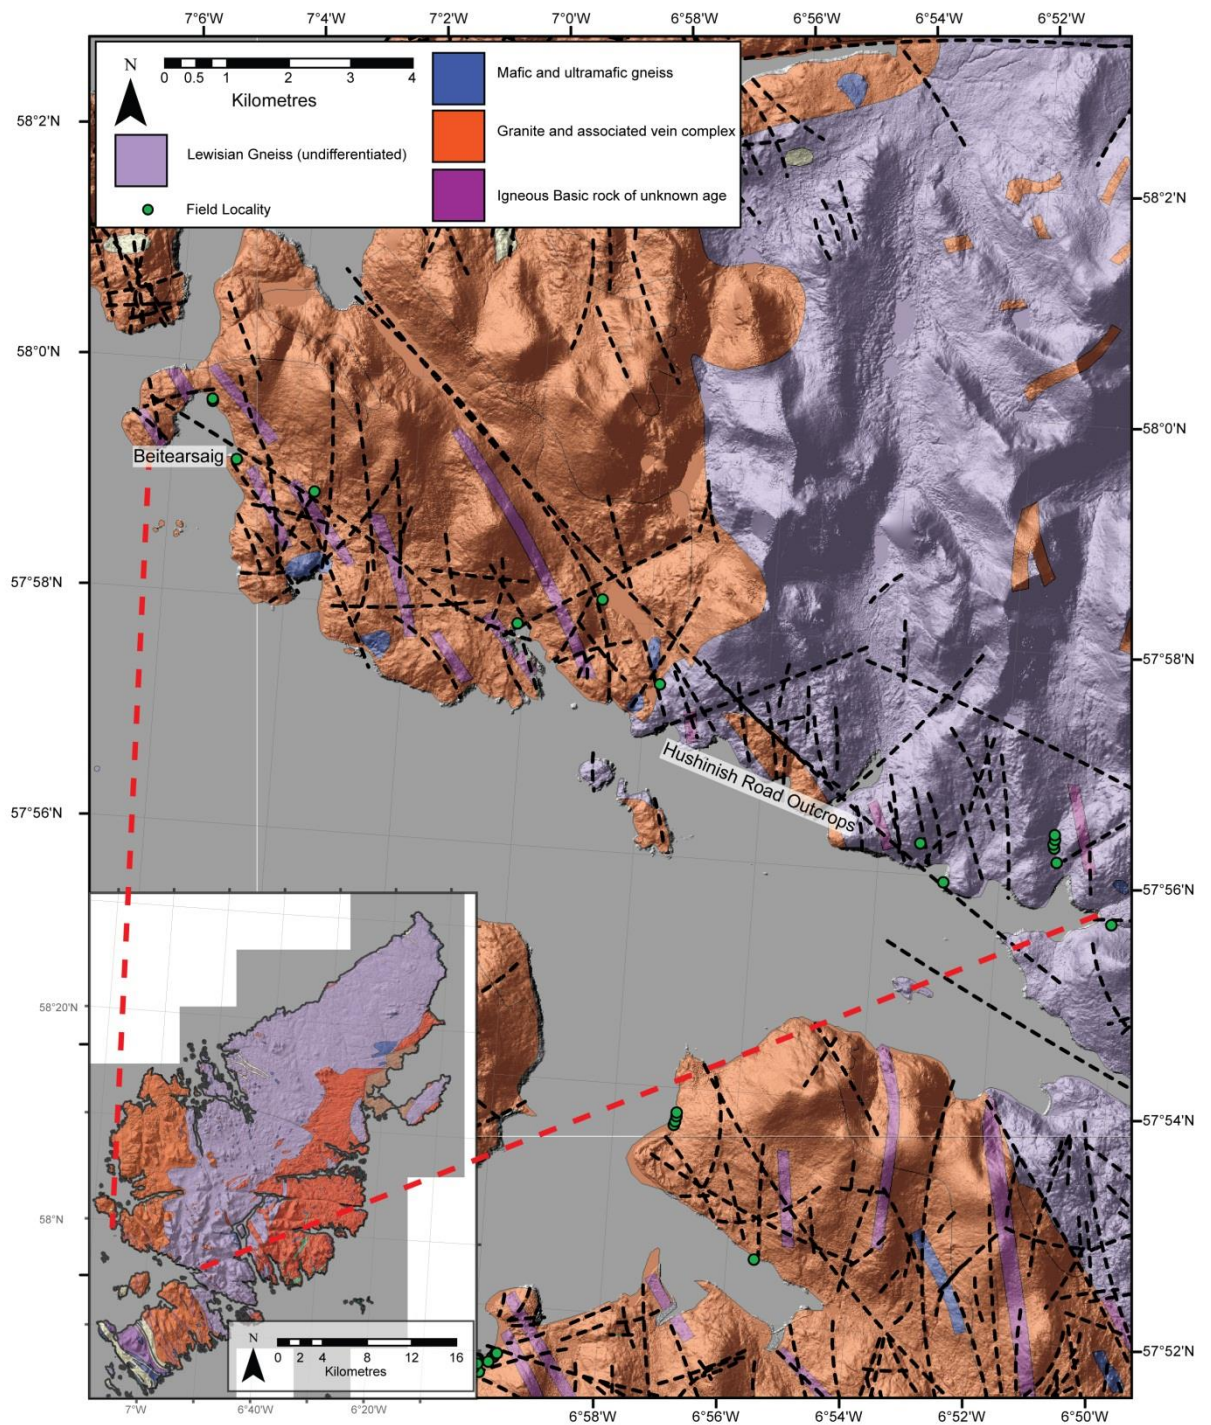 7°6'W 7°4'W 7°2'W 7°0'W 6°58'W 6°56'W 6°54'W 6°52'W
N
0 0.5 1 2 3 4
Kilometres
Mafic and ultramafic gneiss
Granite and associated vein complex
Igneous Basic rock of unknown age
Lewisian Gneiss (undifferentiated)
Field Locality
58°2'N
58°2'N
58°0'N
58°0'N
Beitearsaig
57°58'N
57°58'N
Hushinish Road Outcrops
57°56'N
57°56'N
58°20'N
57°54'N
58°N
N
0 2 4 8 12 16
Kilometres
57°52'N
7°W 6°40'W 6°20'W
6°58'W 6°56'W 6°54'W 6°52'W 6°50'W